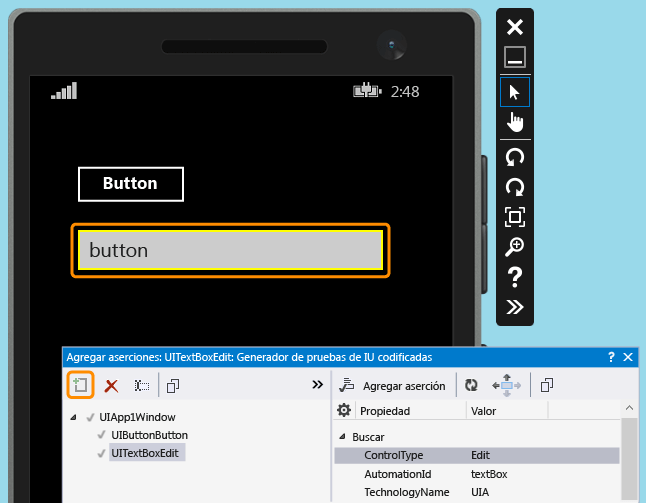 2:48
Button
button
?
Agregar aserciones: UITextBoxEdit: Generador de pruebas de IU codificadas
?
Agregar aserción
UIApp1Window
UIButtonButton
UITextBoxEdit
Propiedad Valor
Buscar
ControlType Edit
AutomationId textBox
TechnologyName UIA